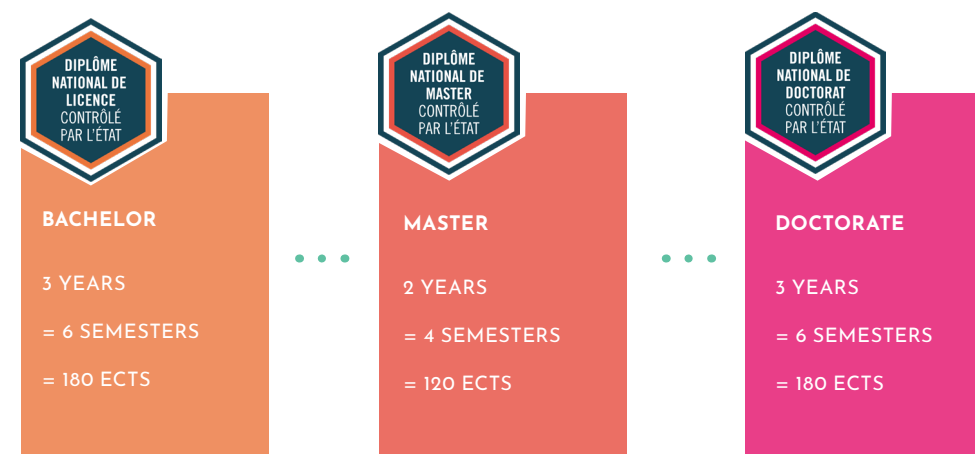 DIPLÔME
NATIONAL DE
LICENCE
CONTRÔLÉ
PAR L'ÉTAT
BACHELOR
3 YEARS
= 6 SEMESTERS
= 180 ECTS
DIPLÔME
NATIONAL DE
MASTER
CONTRÔLÉ
PAR L'ÉTAT
MASTER
2 YEARS
= 4 SEMESTERS
= 120 ECTS
DIPLÔME
NATIONAL DE
DOCTORAT
CONTRÔLÉ
PAR L'ÉTAT
DOCTORATE
3 YEARS
= 6 SEMESTERS
= 180 ECTS